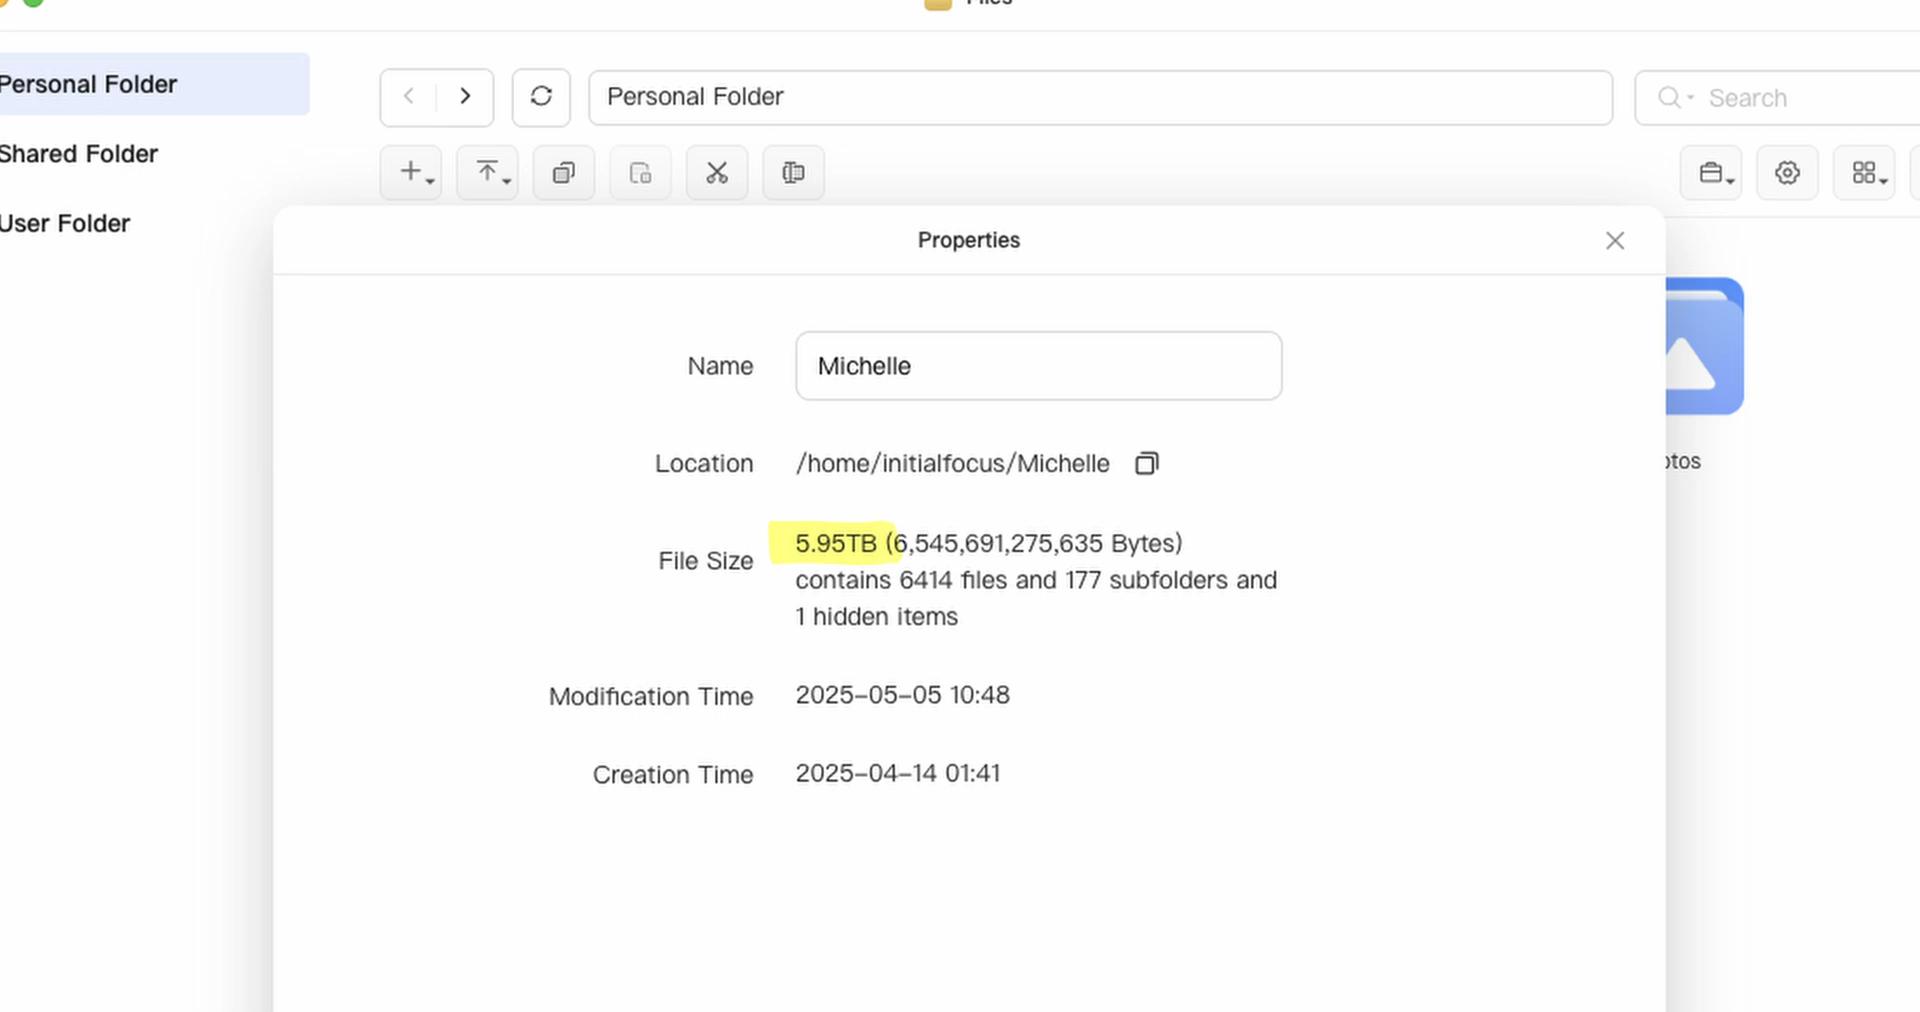 Files
Personal Folder
Personal Folder
Search
Shared Folder
User Folder
Properties
Name
Michelle
Location
/home/initialfocus/Michelle
File Size
5.95TB (6,545,691,275,635 Bytes)
contains 6414 files and 177 subfolders and
1 hidden items
Modification Time
2025-05-05 10:48
Creation Time
2025-04-14 01:41
otos